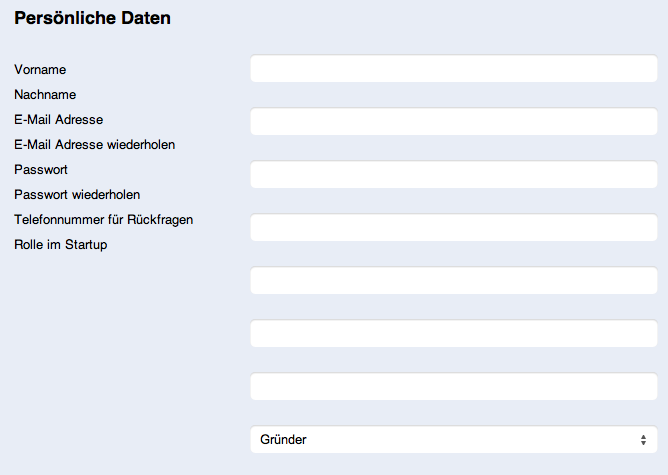 Persönliche Daten
Vorname
Nachname
E-Mail Adresse
E-Mail Adresse wiederholen
Passwort
Passwort wiederholen
Telefonnummer für Rückfragen
Rolle im Startup
Gründer